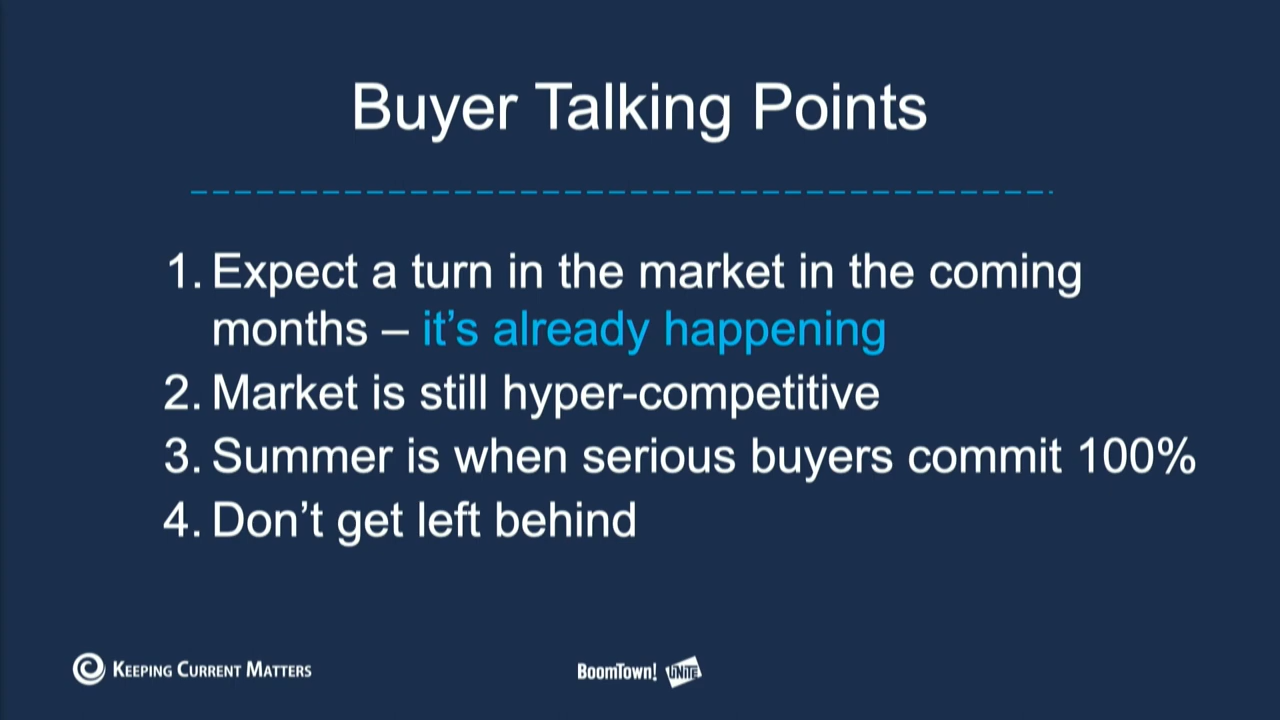 Buyer Talking Points
1. Expect a turn in the market in the coming
months – it’s already happening
2. Market is still hyper-competitive
3. Summer is when serious buyers commit 100%
4. Don’t get left behind
KEEPING CURRENT MATTERS
BoomTown! UNITE